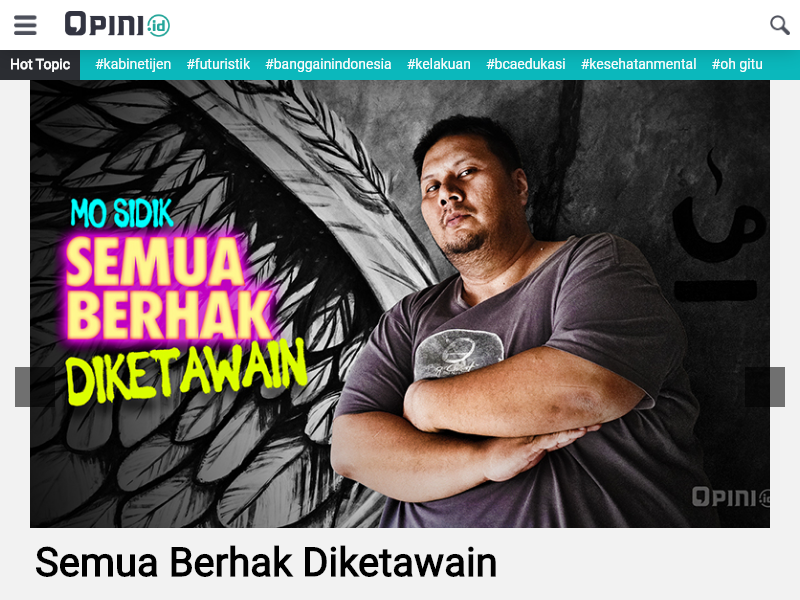 OPINI.id
Hot Topic #kabinetijen #futuristik #banggainindonesia #kelakuan #bcaedukasi #kesehatanmental #oh gitu
MO SIDIK
SEMUA
BERHAK
DIKETAWAIN
OPINI.id
Semua Berhak Diketawain